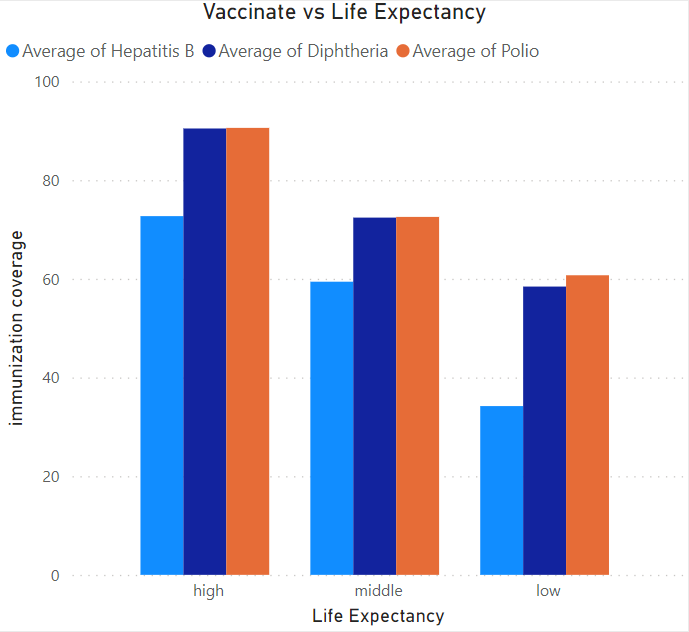 Vaccinate vs Life Expectancy
Average of Hepatitis B Average of Diphtheria Average of Polio
100
80
60
40
20
0
immunization coverage
high middle low
Life Expectancy